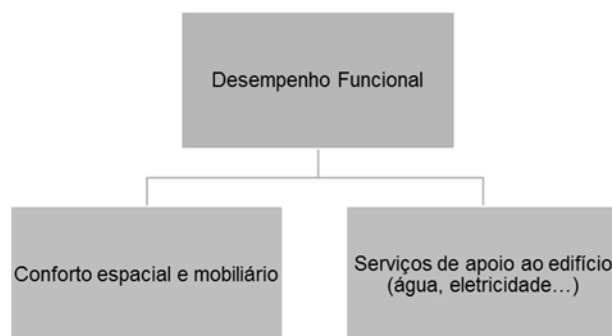 Desempenho Funcional
Conforto espacial e mobiliário
Serviços de apoio ao edifício
(água, eletricidade…)